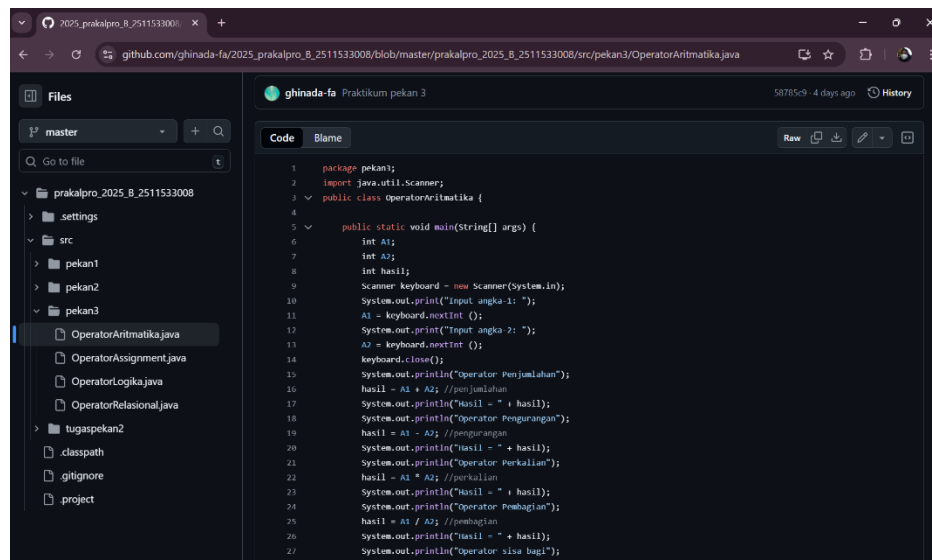 2025_prakalpro_B_2511533008/
github.com/ghinada-fa/2025_prakalpro_B_2511533008/blob/master/prakalpro_2025_B_2511533008/src/pekan3/OperatorAritmatika.java
Files
master
Go to file
t
prakalpro_2025_B_2511533008
.settings
src
pekan1
pekan2
pekan3
OperatorAritmatika.java
OperatorAssignment.java
OperatorLogika.java
OperatorRelasional.java
tugaspekan2
.classpath
.gitignore
.project
ghinada-fa Praktikum pekan 3
58785c9 · 4 days ago History
Code Blame
Raw
1 package pekan3;
2 import java.util.Scanner;
3 public class OperatorAritmatika {
4
5 public static void main(String[] args) {
6 int A1;
7 int A2;
8 int hasil;
9 Scanner keyboard = new Scanner(System.in);
10 System.out.print("Input angka-1: ");
11 A1 = keyboard.nextInt ();
12 System.out.print("Input angka-2: ");
13 A2 = keyboard.nextInt ();
14 keyboard.close();
15 System.out.println("Operator Penjumlahan");
16 hasil = A1 + A2; //penjumlahan
17 System.out.println("Hasil = " + hasil);
18 System.out.println("Operator Pengurangan");
19 hasil = A1 - A2; //pengurangan
20 System.out.println("Hasil = " + hasil);
21 System.out.println("Operator Perkalian");
22 hasil = A1 * A2; //perkalian
23 System.out.println("Hasil = " + hasil);
24 System.out.println("Operator Pembagian");
25 hasil = A1 / A2; //pembagian
26 System.out.println("Hasil = " + hasil);
27 System.out.println("Operator sisa bagi");